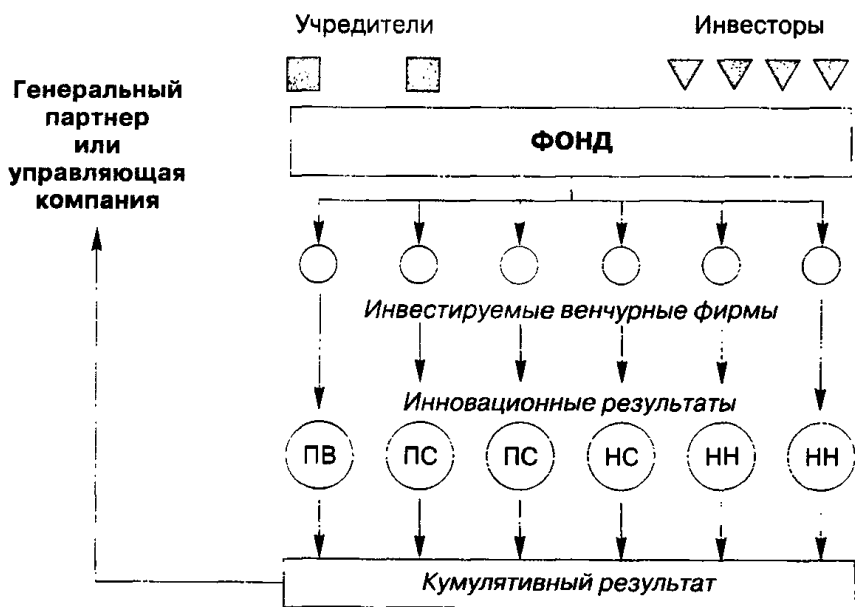 Учредители
Инвесторы
Генеральный
партнер
или
управляющая
компания
ФОНД
Инвестируемые венчурные фирмы
Инновационные результаты
ПВ
ПС
ПС
НС
НН
НН
Кумулятивный результат